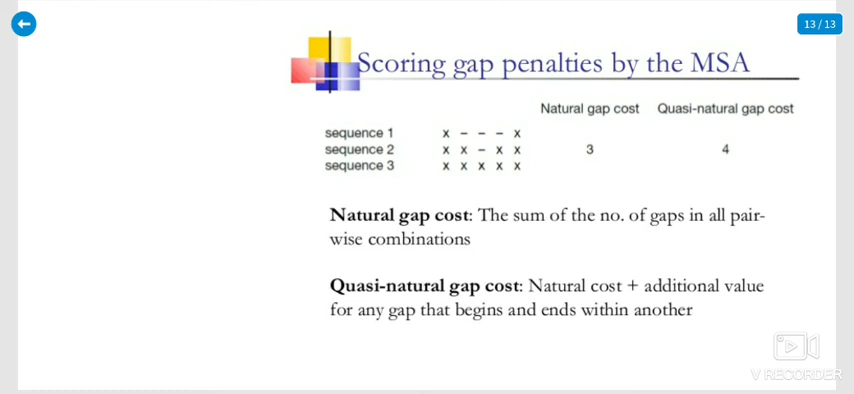 13 / 13
Scoring gap penalties by the MSA
Natural gap cost Quasi-natural gap cost
sequence 1 x - - - x
sequence 2 x x - x x 3 4
sequence 3 x x x x x
Natural gap cost: The sum of the no. of gaps in all pair-
wise combinations
Quasi-natural gap cost: Natural cost + additional value
for any gap that begins and ends within another
V RECORDER